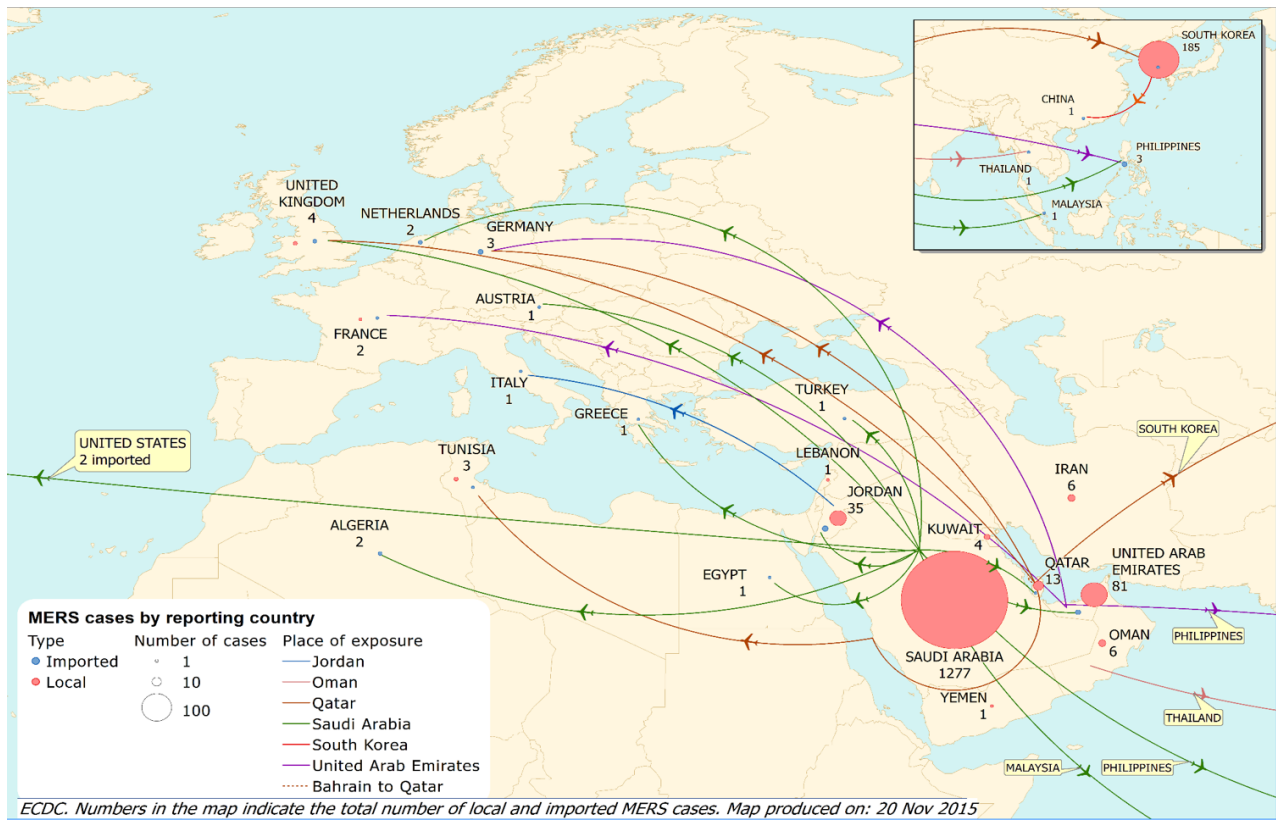 SOUTH KOREA
185
CHINA
1
PHILIPPINES
3
THAILAND
1
MALAYSIA
1
UNITED
KINGDOM
4
NETHERLANDS
2
GERMANY
3
AUSTRIA
1
FRANCE
2
ITALY
1
GREECE
1
TURKEY
1
UNITED STATES
2 imported
TUNISIA
3
LEBANON
1
JORDAN
35
SOUTH KOREA
IRAN
6
ALGERIA
2
KUWAIT
4
QATAR
13
UNITED ARAB
EMIRATES
81
EGYPT
1
PHILIPPINES
OMAN
6
SAUDI ARABIA
1277
YEMEN
1
THAILAND
MALAYSIA
PHILIPPINES
MERS cases by reporting country
Type
Imported
Local
Number of cases
1
10
100
Place of exposure
Jordan
Oman
Qatar
Saudi Arabia
South Korea
United Arab Emirates
Bahrain to Qatar
ECDC. Numbers in the map indicate the total number of local and imported MERS cases. Map produced on: 20 Nov 2015